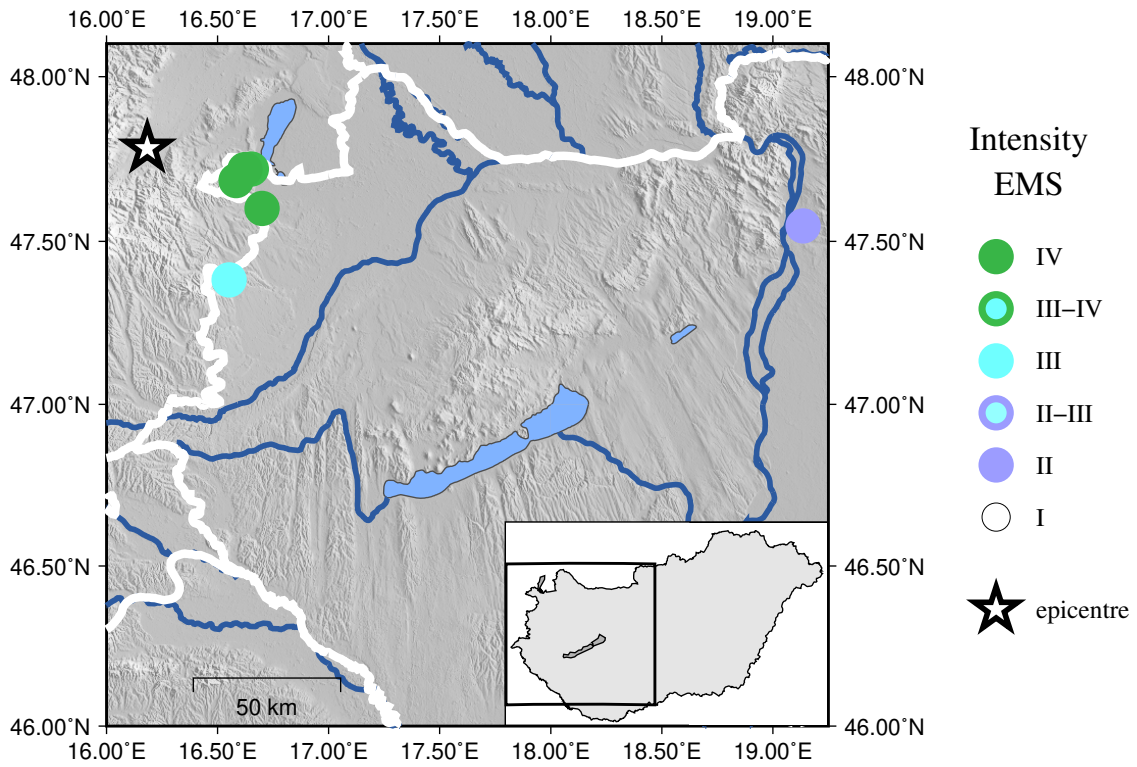 16.00˚E 16.50˚E 17.00˚E 17.50˚E 18.00˚E 18.50˚E 19.00˚E
48.00˚N 48.00˚N
47.50˚N 47.50˚N
47.00˚N 47.00˚N
46.50˚N 46.50˚N
46.00˚N 46.00˚N
16.00˚E 16.50˚E 17.00˚E 17.50˚E 18.00˚E 18.50˚E 19.00˚E
50 km
Intensity
EMS
IV
III–IV
III
II–III
II
I
epicentre